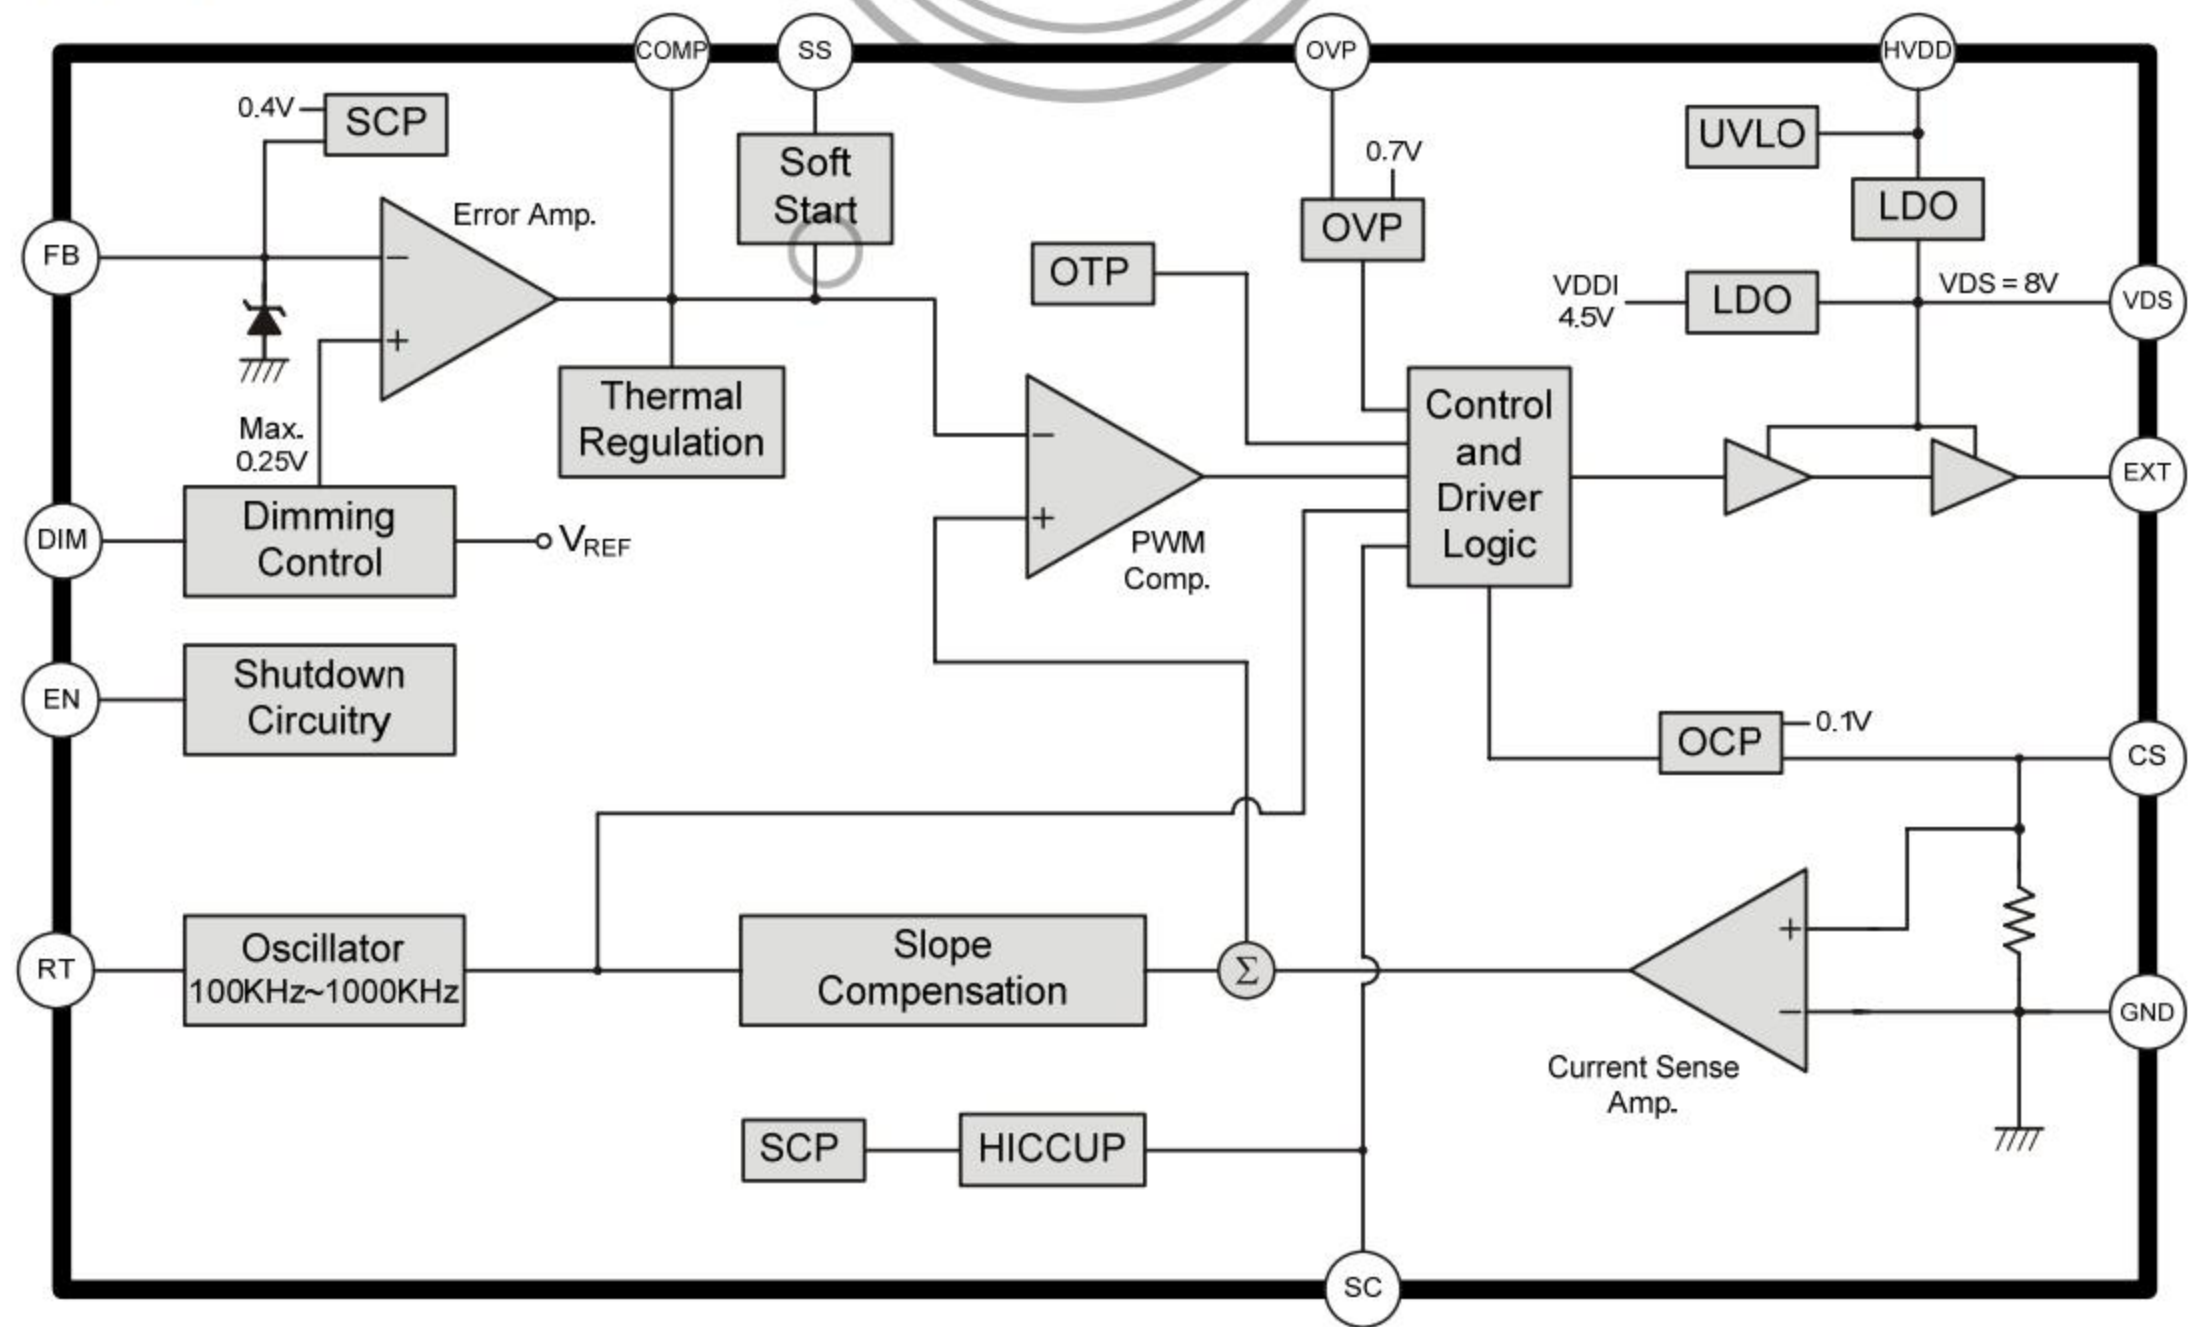 COMP
SS
OVP
HVDD
0.4V
SCP
Soft
Start
0.7V
OVP
UVLO
LDO
Error Amp.
FB
−
+
OTP
VDDI
4.5V
LDO
VDS = 8V
VDS
Thermal
Regulation
Max.
0.25V
Control
and
Driver
Logic
−
+
PWM
Comp.
EXT
DIM
Dimming
Control
VREF
EN
Shutdown
Circuitry
OCP
0.1V
CS
RT
Oscillator
100KHz~1000KHz
Slope
Compensation
Σ
+
−
Current Sense
Amp.
GND
SCP
HICCUP
SC